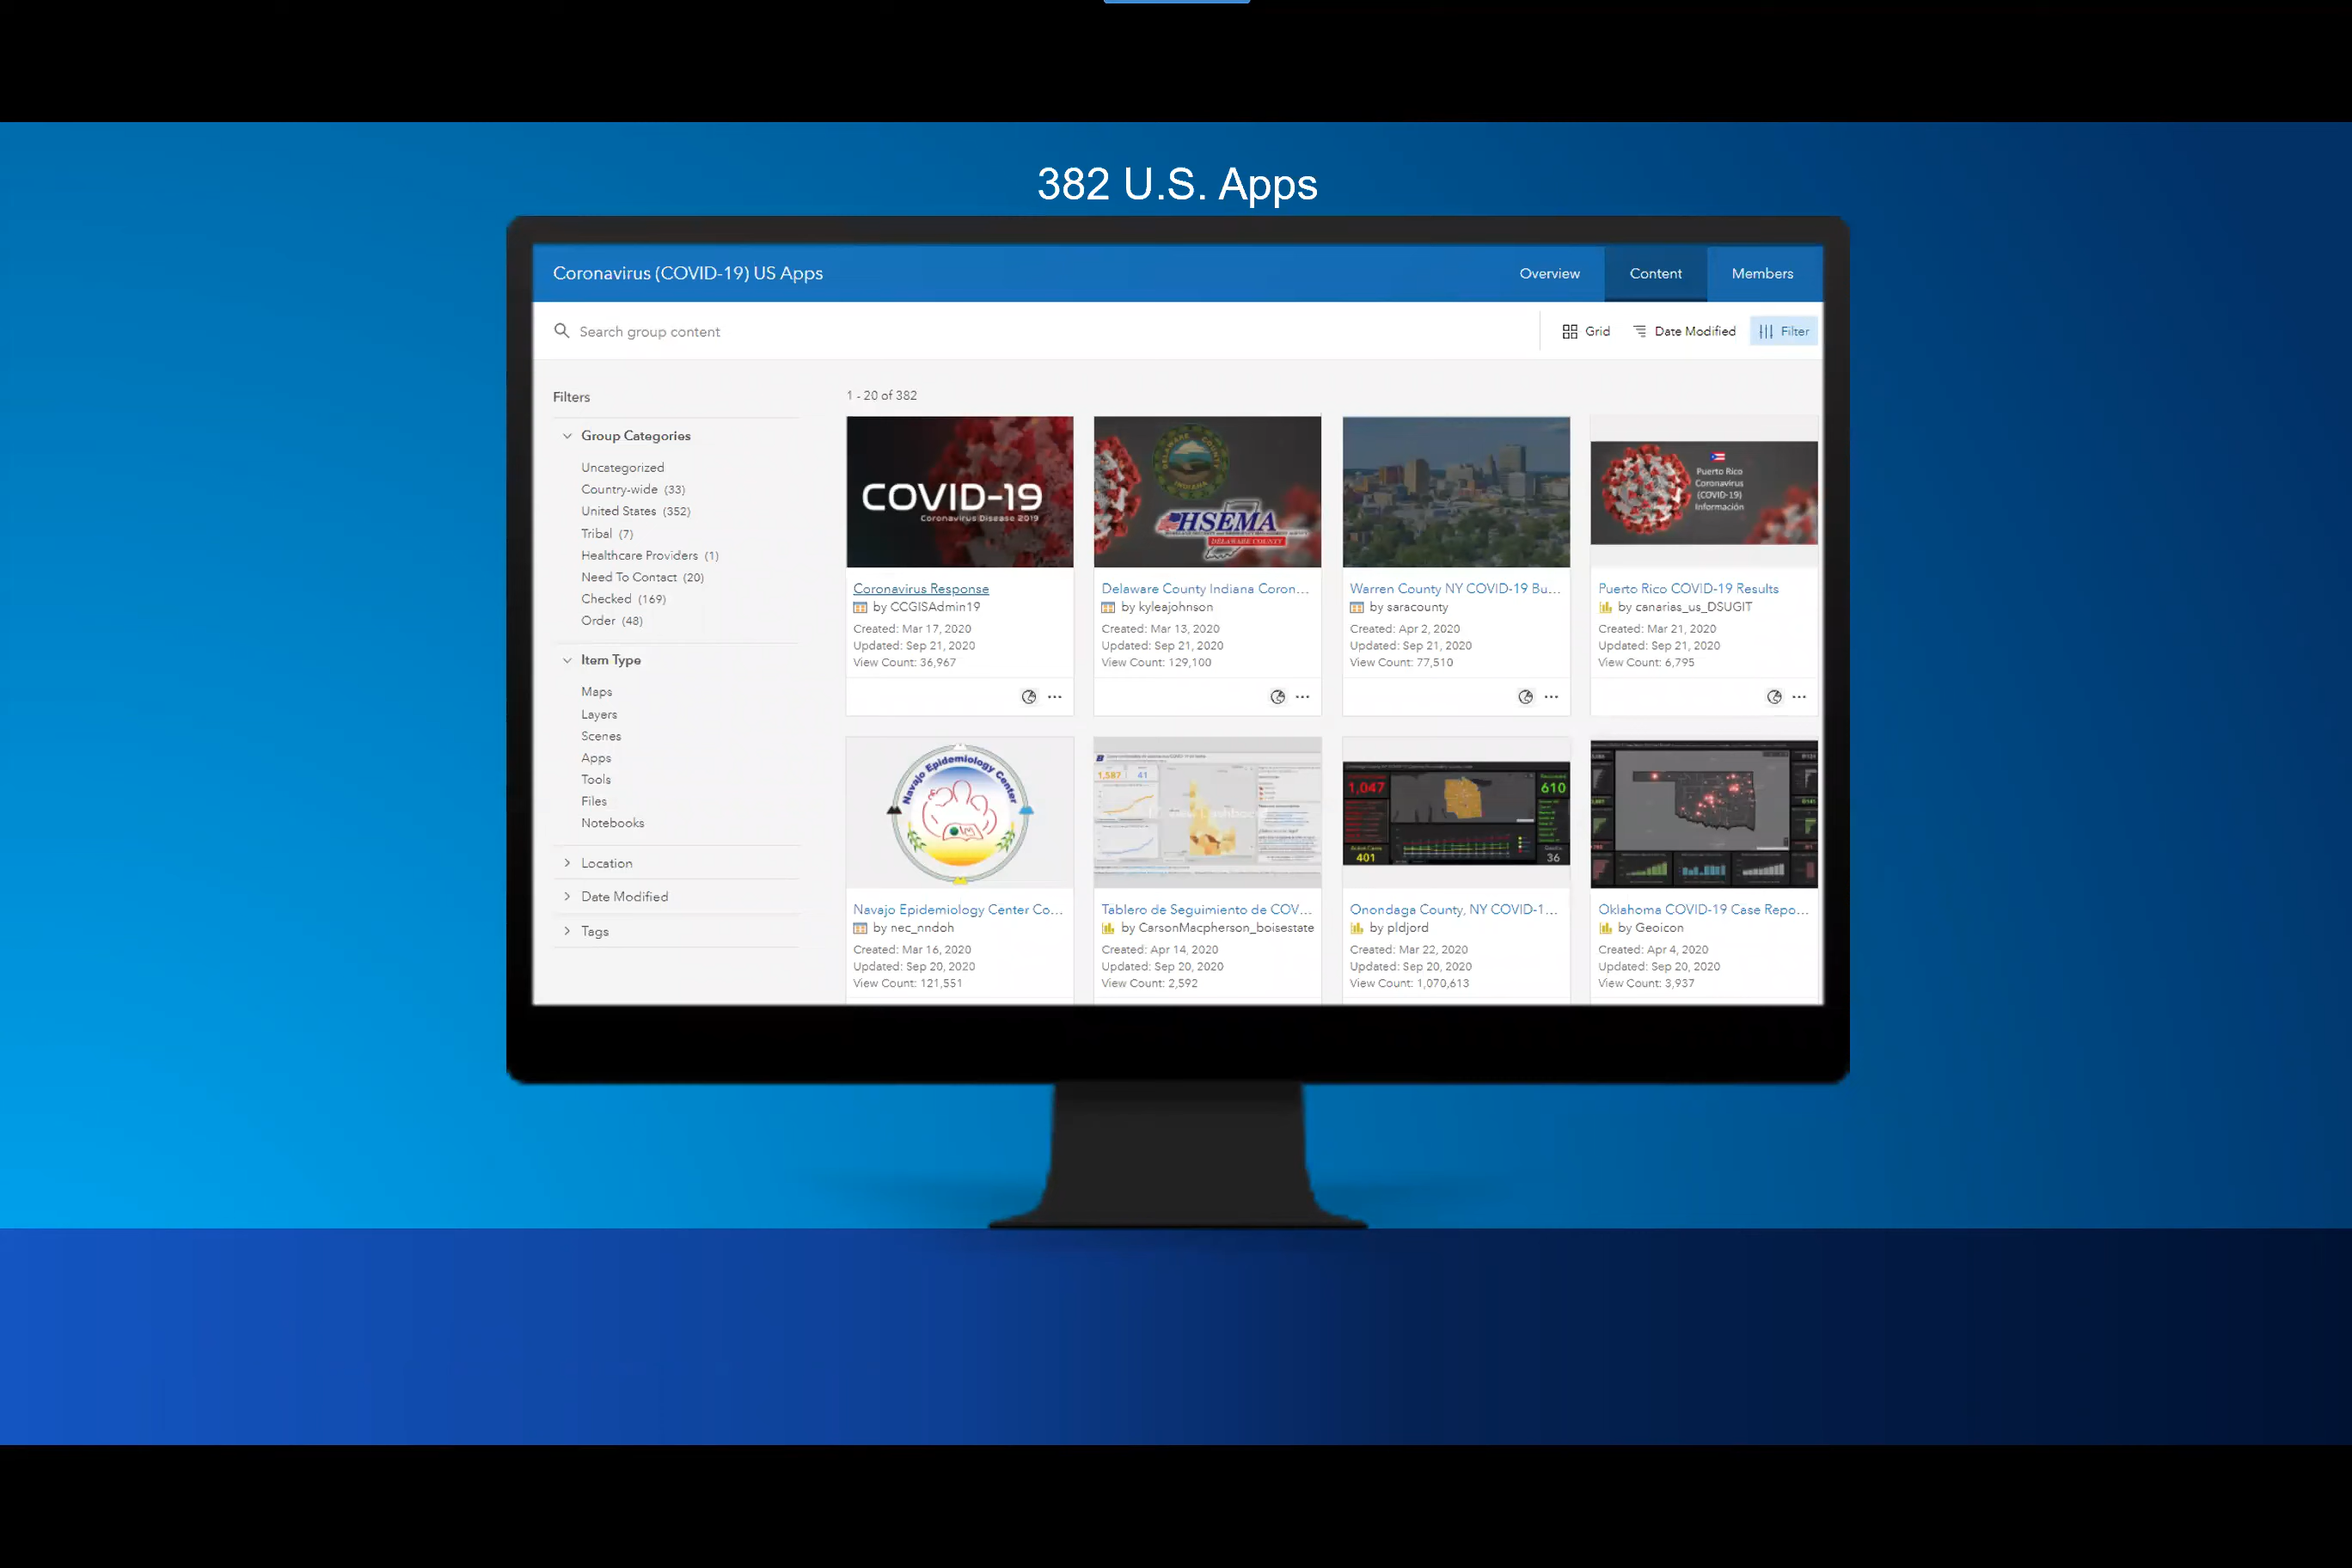 382 U.S. Apps
Coronavirus (COVID-19) US Apps
Overview
Content
Members
Search group content
Grid
Date Modified
Filter
Filters
Group Categories
Uncategorized
Country-wide (33)
United States (352)
Tribal (7)
Healthcare Providers (1)
Need To Contact (20)
Checked (169)
Order (48)
Item Type
Maps
Layers
Scenes
Apps
Tools
Files
Notebooks
Location
Date Modified
Tags
1 - 20 of 382
COVID-19
Coronavirus Disease 2019
Coronavirus Response
by CCGISAdmin19
Created: Mar 17, 2020
Updated: Sep 21, 2020
View Count: 36,967
DELAWARE COUNTY
INDIANA
HSEMA
DELAWARE COUNTY
Delaware County Indiana Coron...
by kyleajohnson
Created: Mar 13, 2020
Updated: Sep 21, 2020
View Count: 129,100
Warren County NY COVID-19 Bu...
by saracounty
Created: Apr 2, 2020
Updated: Sep 21, 2020
View Count: 77,510
Puerto Rico
Coronavirus
(COVID-19)
Información
Puerto Rico COVID-19 Results
by canarias_us_DSUGIT
Created: Mar 21, 2020
Updated: Sep 21, 2020
View Count: 6,795
Navajo Epidemiology Center
Navajo Epidemiology Center Co...
by nec_nndoh
Created: Mar 16, 2020
Updated: Sep 20, 2020
View Count: 121,551
1,587
41
Tablero de Seguimiento de COV...
by CarsonMacpherson_boisestate
Created: Apr 14, 2020
Updated: Sep 20, 2020
View Count: 2,592
1,047
610
401
36
Onondaga County, NY COVID-1...
by pldjord
Created: Mar 22, 2020
Updated: Sep 20, 2020
View Count: 1,070,613
Oklahoma COVID-19 Case Repo...
by Geoicon
Created: Apr 4, 2020
Updated: Sep 20, 2020
View Count: 3,937